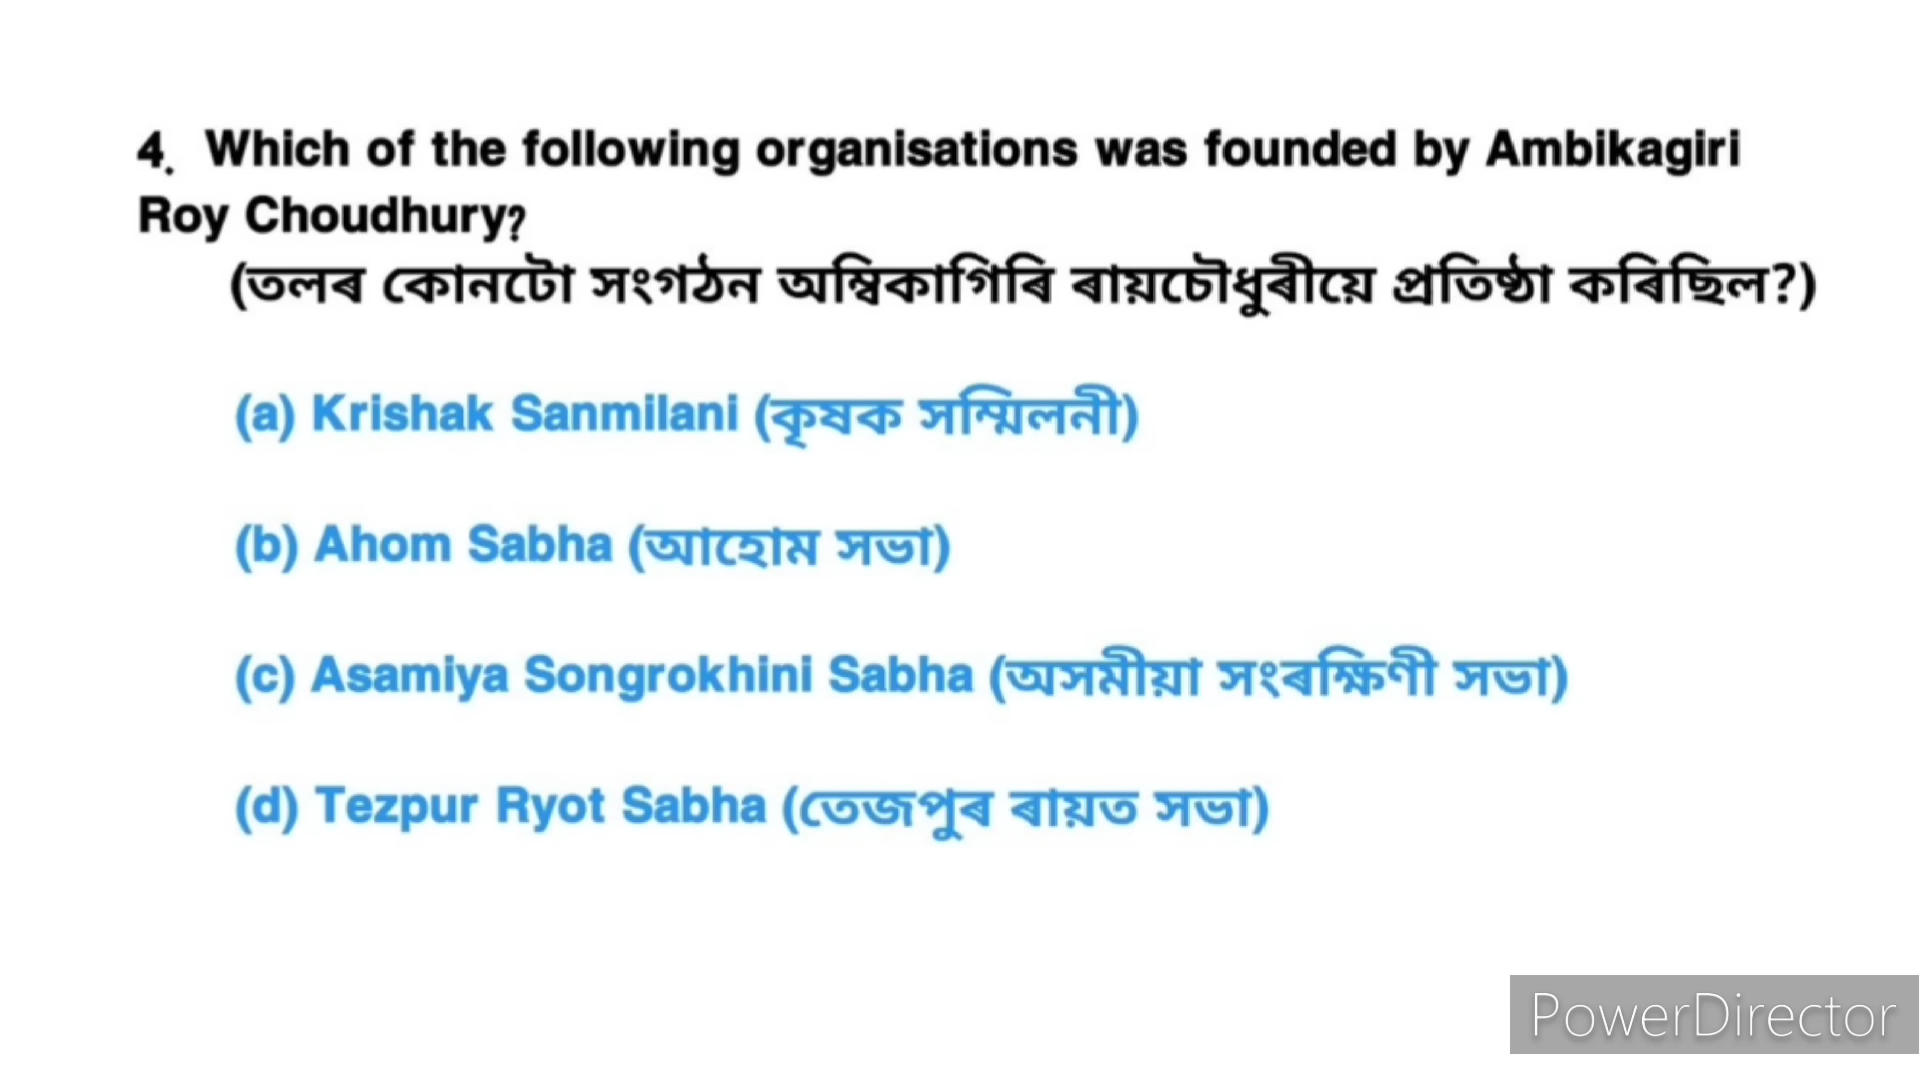 4. Which of the following organisations was founded by Ambikagiri
Roy Choudhury?
(তলৰ কোনটো সংগঠন অম্বিকাগিৰি ৰায়চৌধুৰীয়ে প্ৰতিষ্ঠা কৰিছিল?)
(a) Krishak Sanmilani (কৃষক সম্মিলনী)
(b) Ahom Sabha (আহোম সভা)
(c) Asamiya Songrokhini Sabha (অসমীয়া সংৰক্ষিণী সভা)
(d) Tezpur Ryot Sabha (তেজপুৰ ৰায়ত সভা)
PowerDirector